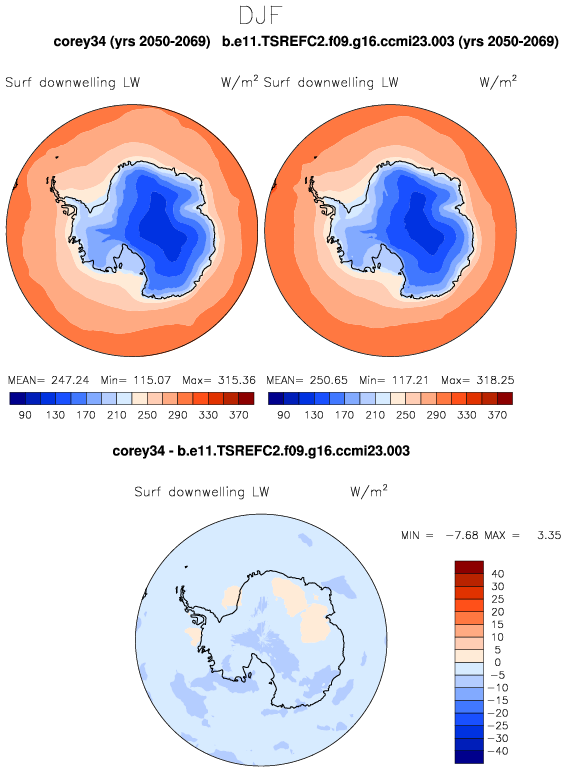 DJF
corey34 (yrs 2050-2069) b.e11.TSREFC2.f09.g16.ccmi23.003 (yrs 2050-2069)
Surf downwelling LW W/m²
Surf downwelling LW W/m²
MEAN= 247.24 Min= 115.07 Max= 315.36
MEAN= 250.65 Min= 117.21 Max= 318.25
90 130 170 210 250 290 330 370
90 130 170 210 250 290 330 370
corey34 - b.e11.TSREFC2.f09.g16.ccmi23.003
Surf downwelling LW W/m²
MIN = -7.68 MAX = 3.35
40
30
25
20
15
10
5
0
-5
-10
-15
-20
-25
-30
-40